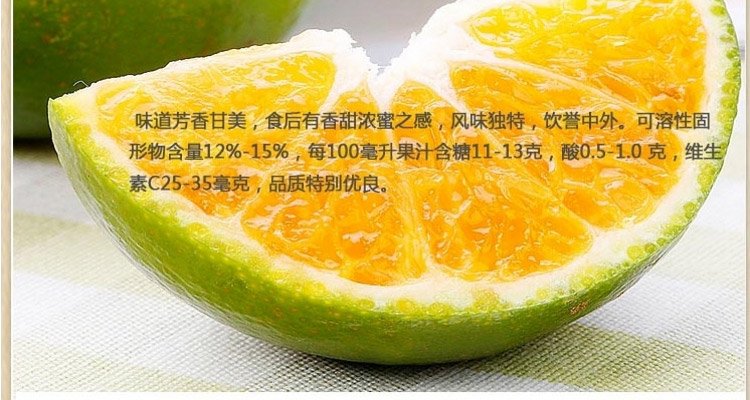 味道芳香甘美，食后有香甜浓蜜之感，风味独特，饮誉中外。可溶性固
形物含量12%-15%，每100毫升果汁含糖11-13克，酸0.5-1.0 克，维生
素C25-35毫克，品质特别优良。